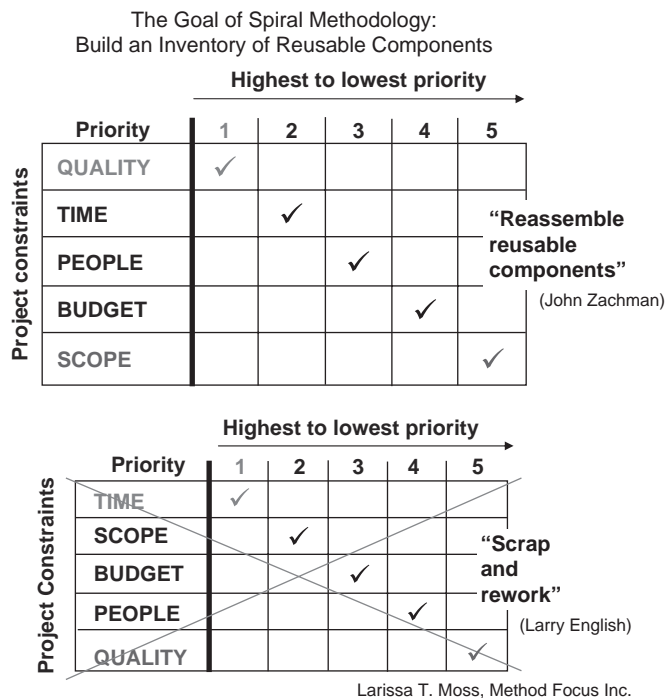 The Goal of Spiral Methodology:
Build an Inventory of Reusable Components
Highest to lowest priority
Priority 1 2 3 4 5
Project constraints
QUALITY ✓
TIME ✓
PEOPLE ✓
BUDGET ✓
SCOPE ✓
“Reassemble
reusable
components”
(John Zachman)
Highest to lowest priority
Priority 1 2 3 4 5
Project Constraints
TIME ✓
SCOPE ✓
BUDGET ✓
PEOPLE ✓
QUALITY ✓
“Scrap
and
rework”
(Larry English)
Larissa T. Moss, Method Focus Inc.